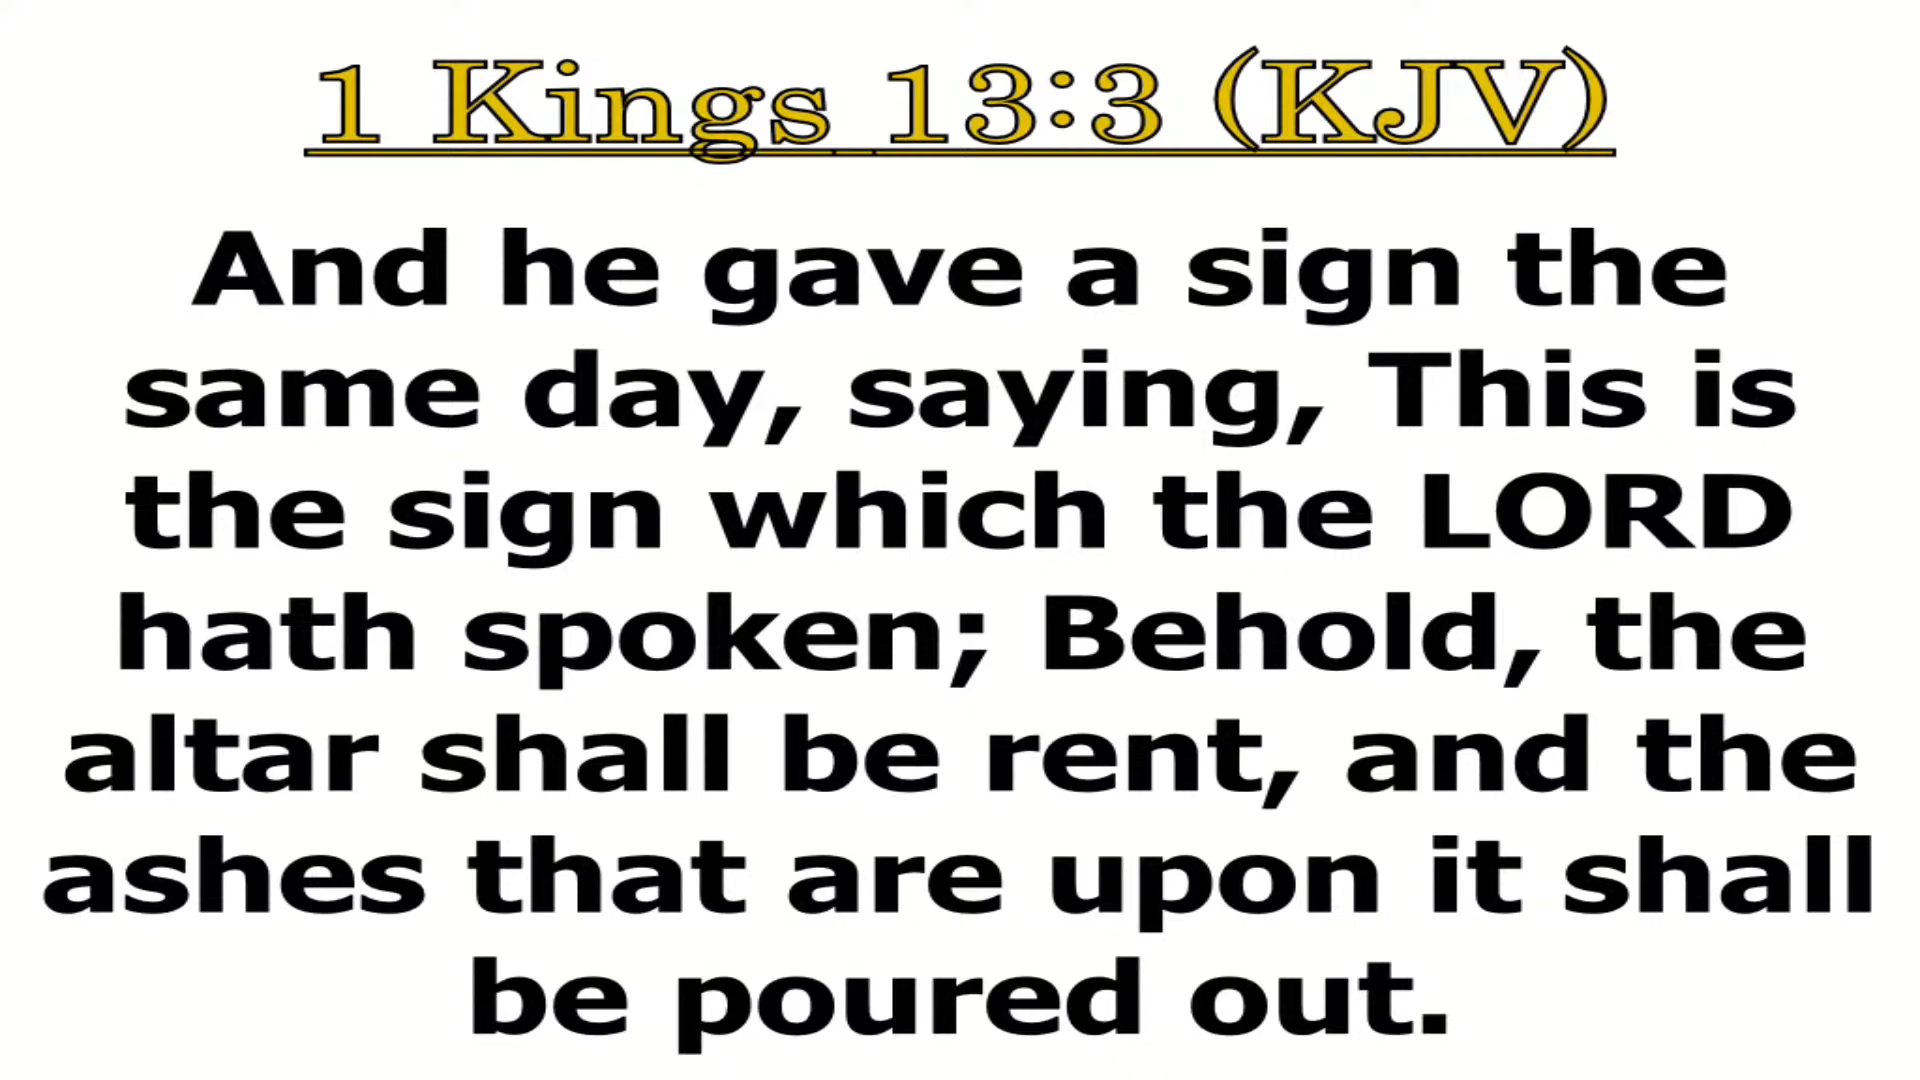 1 Kings 13:3 (KJV)
And he gave a sign the
same day, saying, This is
the sign which the LORD
hath spoken; Behold, the
altar shall be rent, and the
ashes that are upon it shall
be poured out.